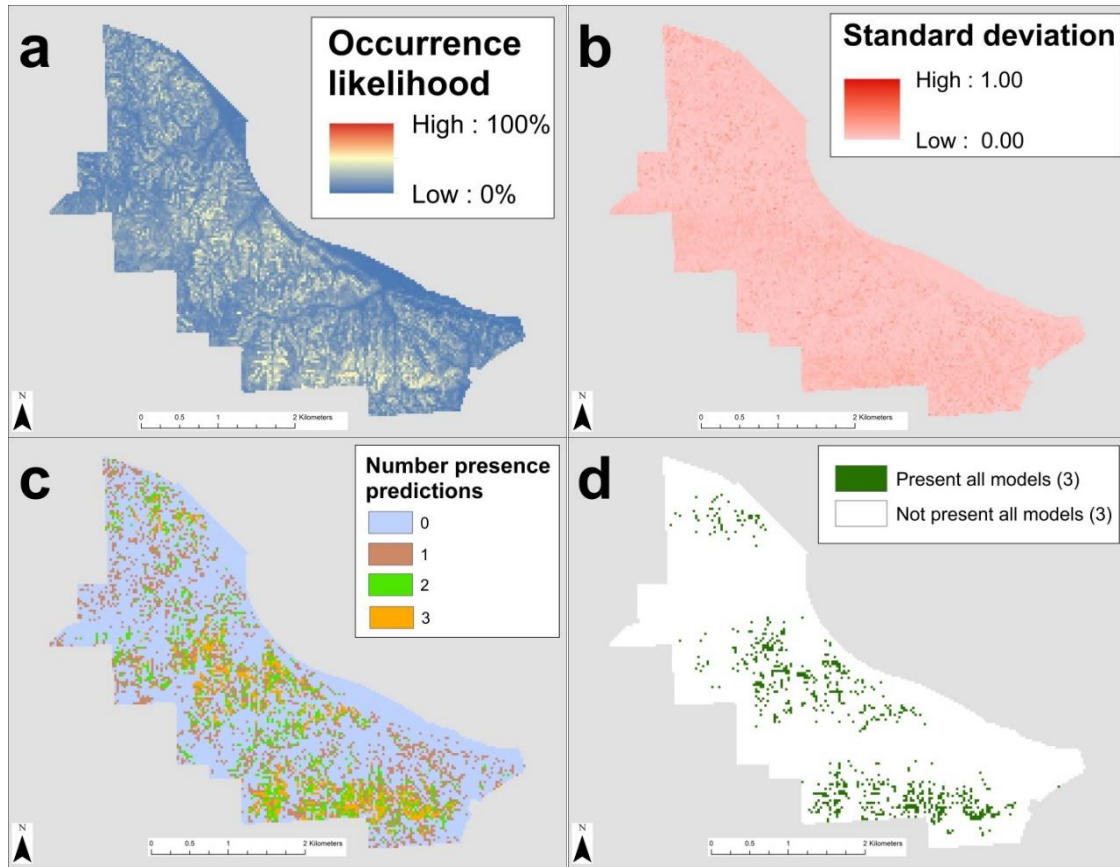 a
Occurrence
likelihood
High : 100%
Low : 0%
N
0 0.5 1 2 Kilometers
b
Standard deviation
High : 1.00
Low : 0.00
N
0 0.5 1 2 Kilometers
c
Number presence
predictions
0
1
2
3
N
0 0.5 1 2 Kilometers
d
Present all models (3)
Not present all models (3)
N
0 0.5 1 2 Kilometers